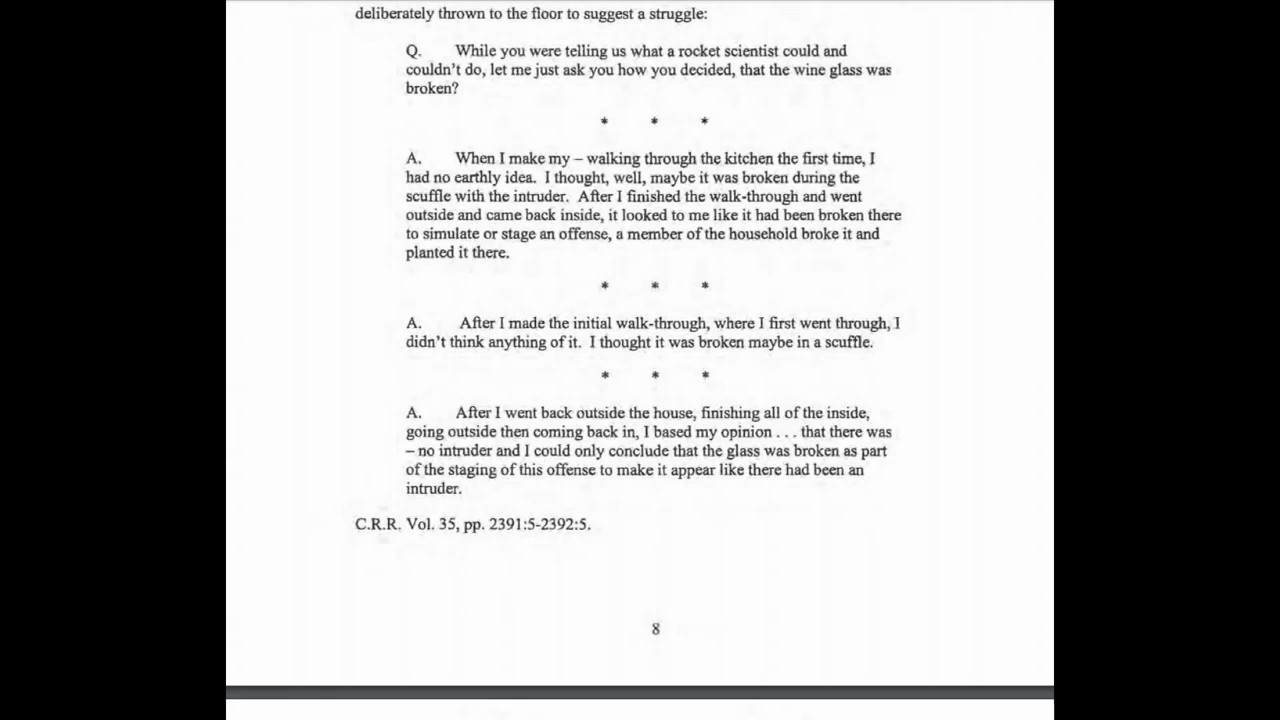 deliberately thrown to the floor to suggest a struggle:
Q. While you were telling us what a rocket scientist could and
couldn't do, let me just ask you how you decided, that the wine glass was
broken?
* * *
A. When I make my – walking through the kitchen the first time, I
had no earthly idea. I thought, well, maybe it was broken during the
scuffle with the intruder. After I finished the walk-through and went
outside and came back inside, it looked to me like it had been broken there
to simulate or stage an offense, a member of the household broke it and
planted it there.
* * *
A. After I made the initial walk-through, where I first went through, I
didn't think anything of it. I thought it was broken maybe in a scuffle.
* * *
A. After I went back outside the house, finishing all of the inside,
going outside then coming back in, I based my opinion . . . that there was
– no intruder and I could only conclude that the glass was broken as part
of the staging of this offense to make it appear like there had been an
intruder.
C.R.R. Vol. 35, pp. 2391:5-2392:5.
8